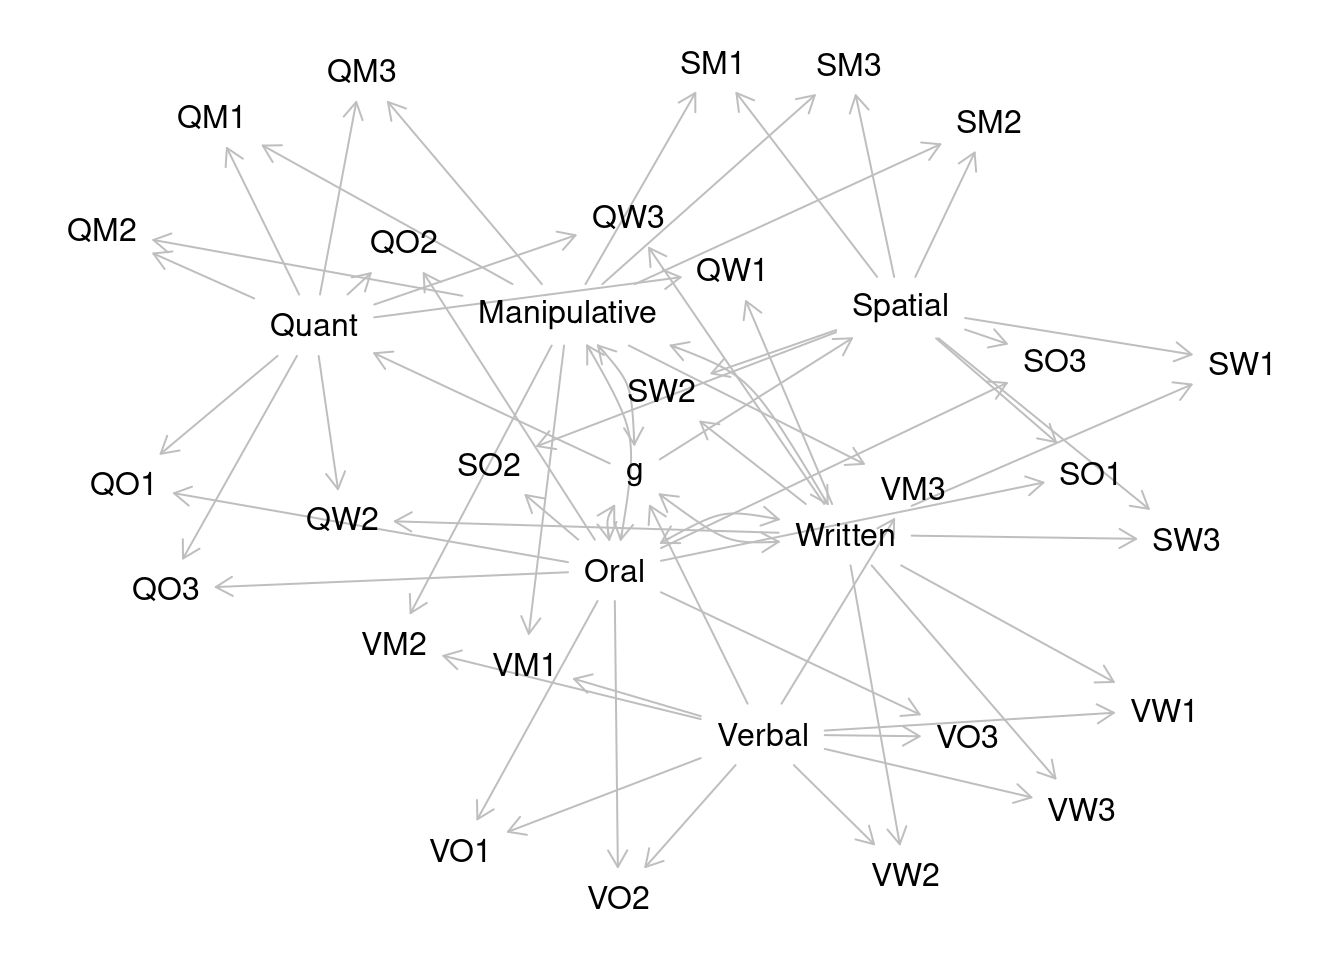 SM1
SM3
QM3
QM1
SM2
QW3
QM2
QO2
QW1
Spatial
Manipulative
Quant
SO3
SW1
SW2
SO2
g
SO1
QO1
VM3
QW2
Written
SW3
Oral
QO3
VM2
VM1
VW1
Verbal
VO3
VW3
VO1
VW2
VO2